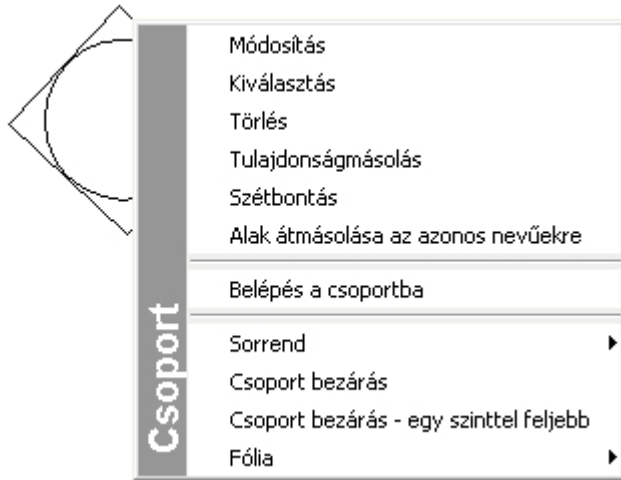 Csoport
Módosítás
Kiválasztás
Törlés
Tulajdonságmásolás
Szétbontás
Alak átmásolása az azonos nevűekre
Belépés a csoportba
Sorrend
Csoport bezárás
Csoport bezárás - egy szinttel feljebb
Fólia